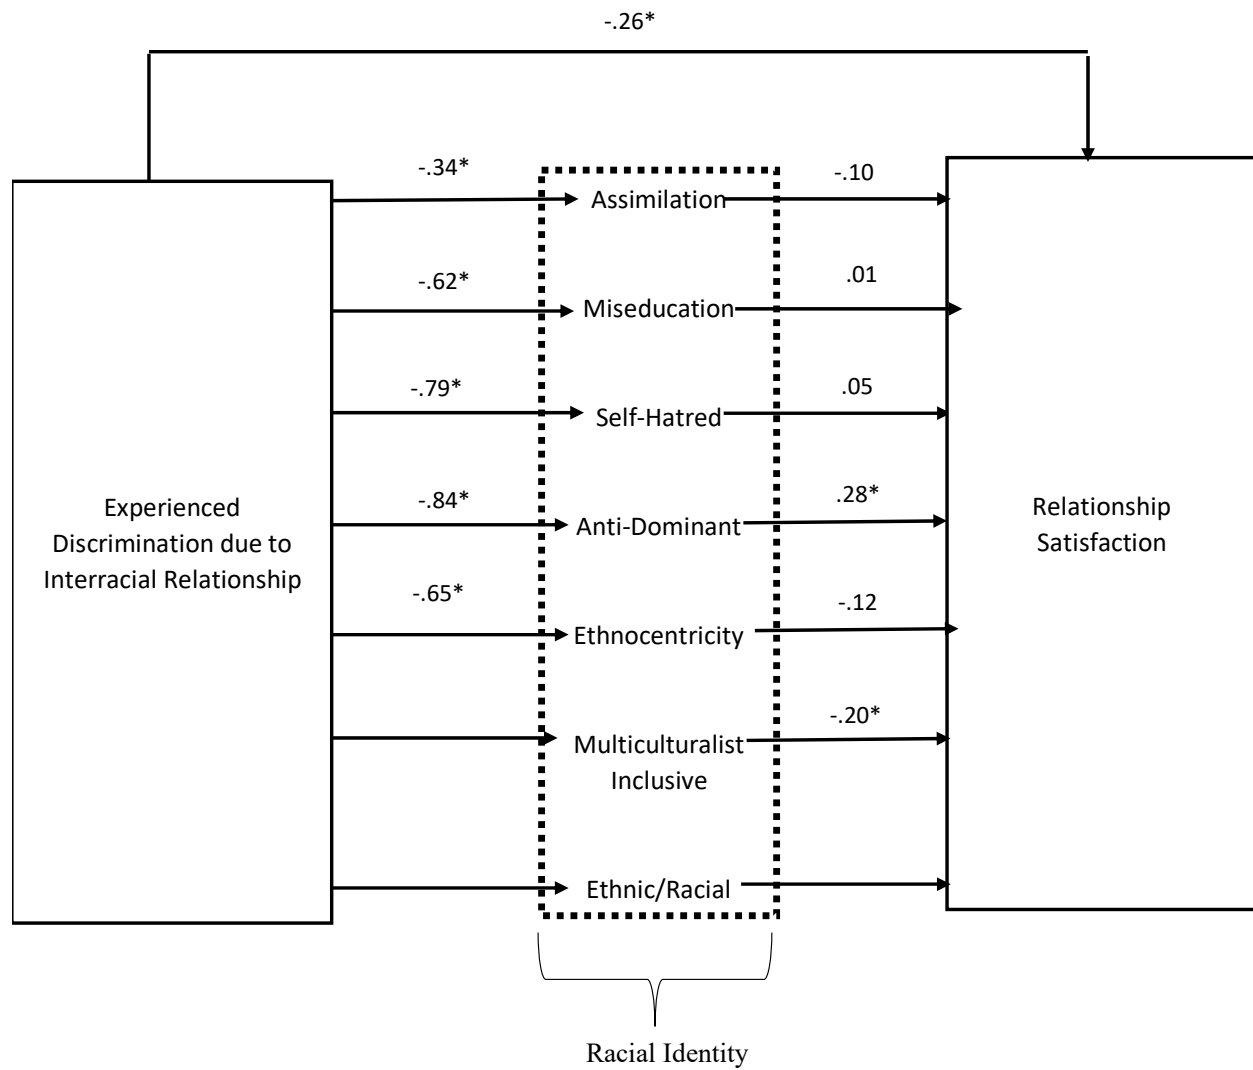 -.26*
-.34*
-.10
Assimilation
-.62*
.01
Miseducation
-.79*
.05
Self-Hatred
Experienced
Discrimination due to
Interracial Relationship
-.84*
.28*
Anti-Dominant
Relationship
Satisfaction
-.65*
-.12
Ethnocentricity
-.20*
Multiculturalist
Inclusive
Ethnic/Racial
Racial Identity